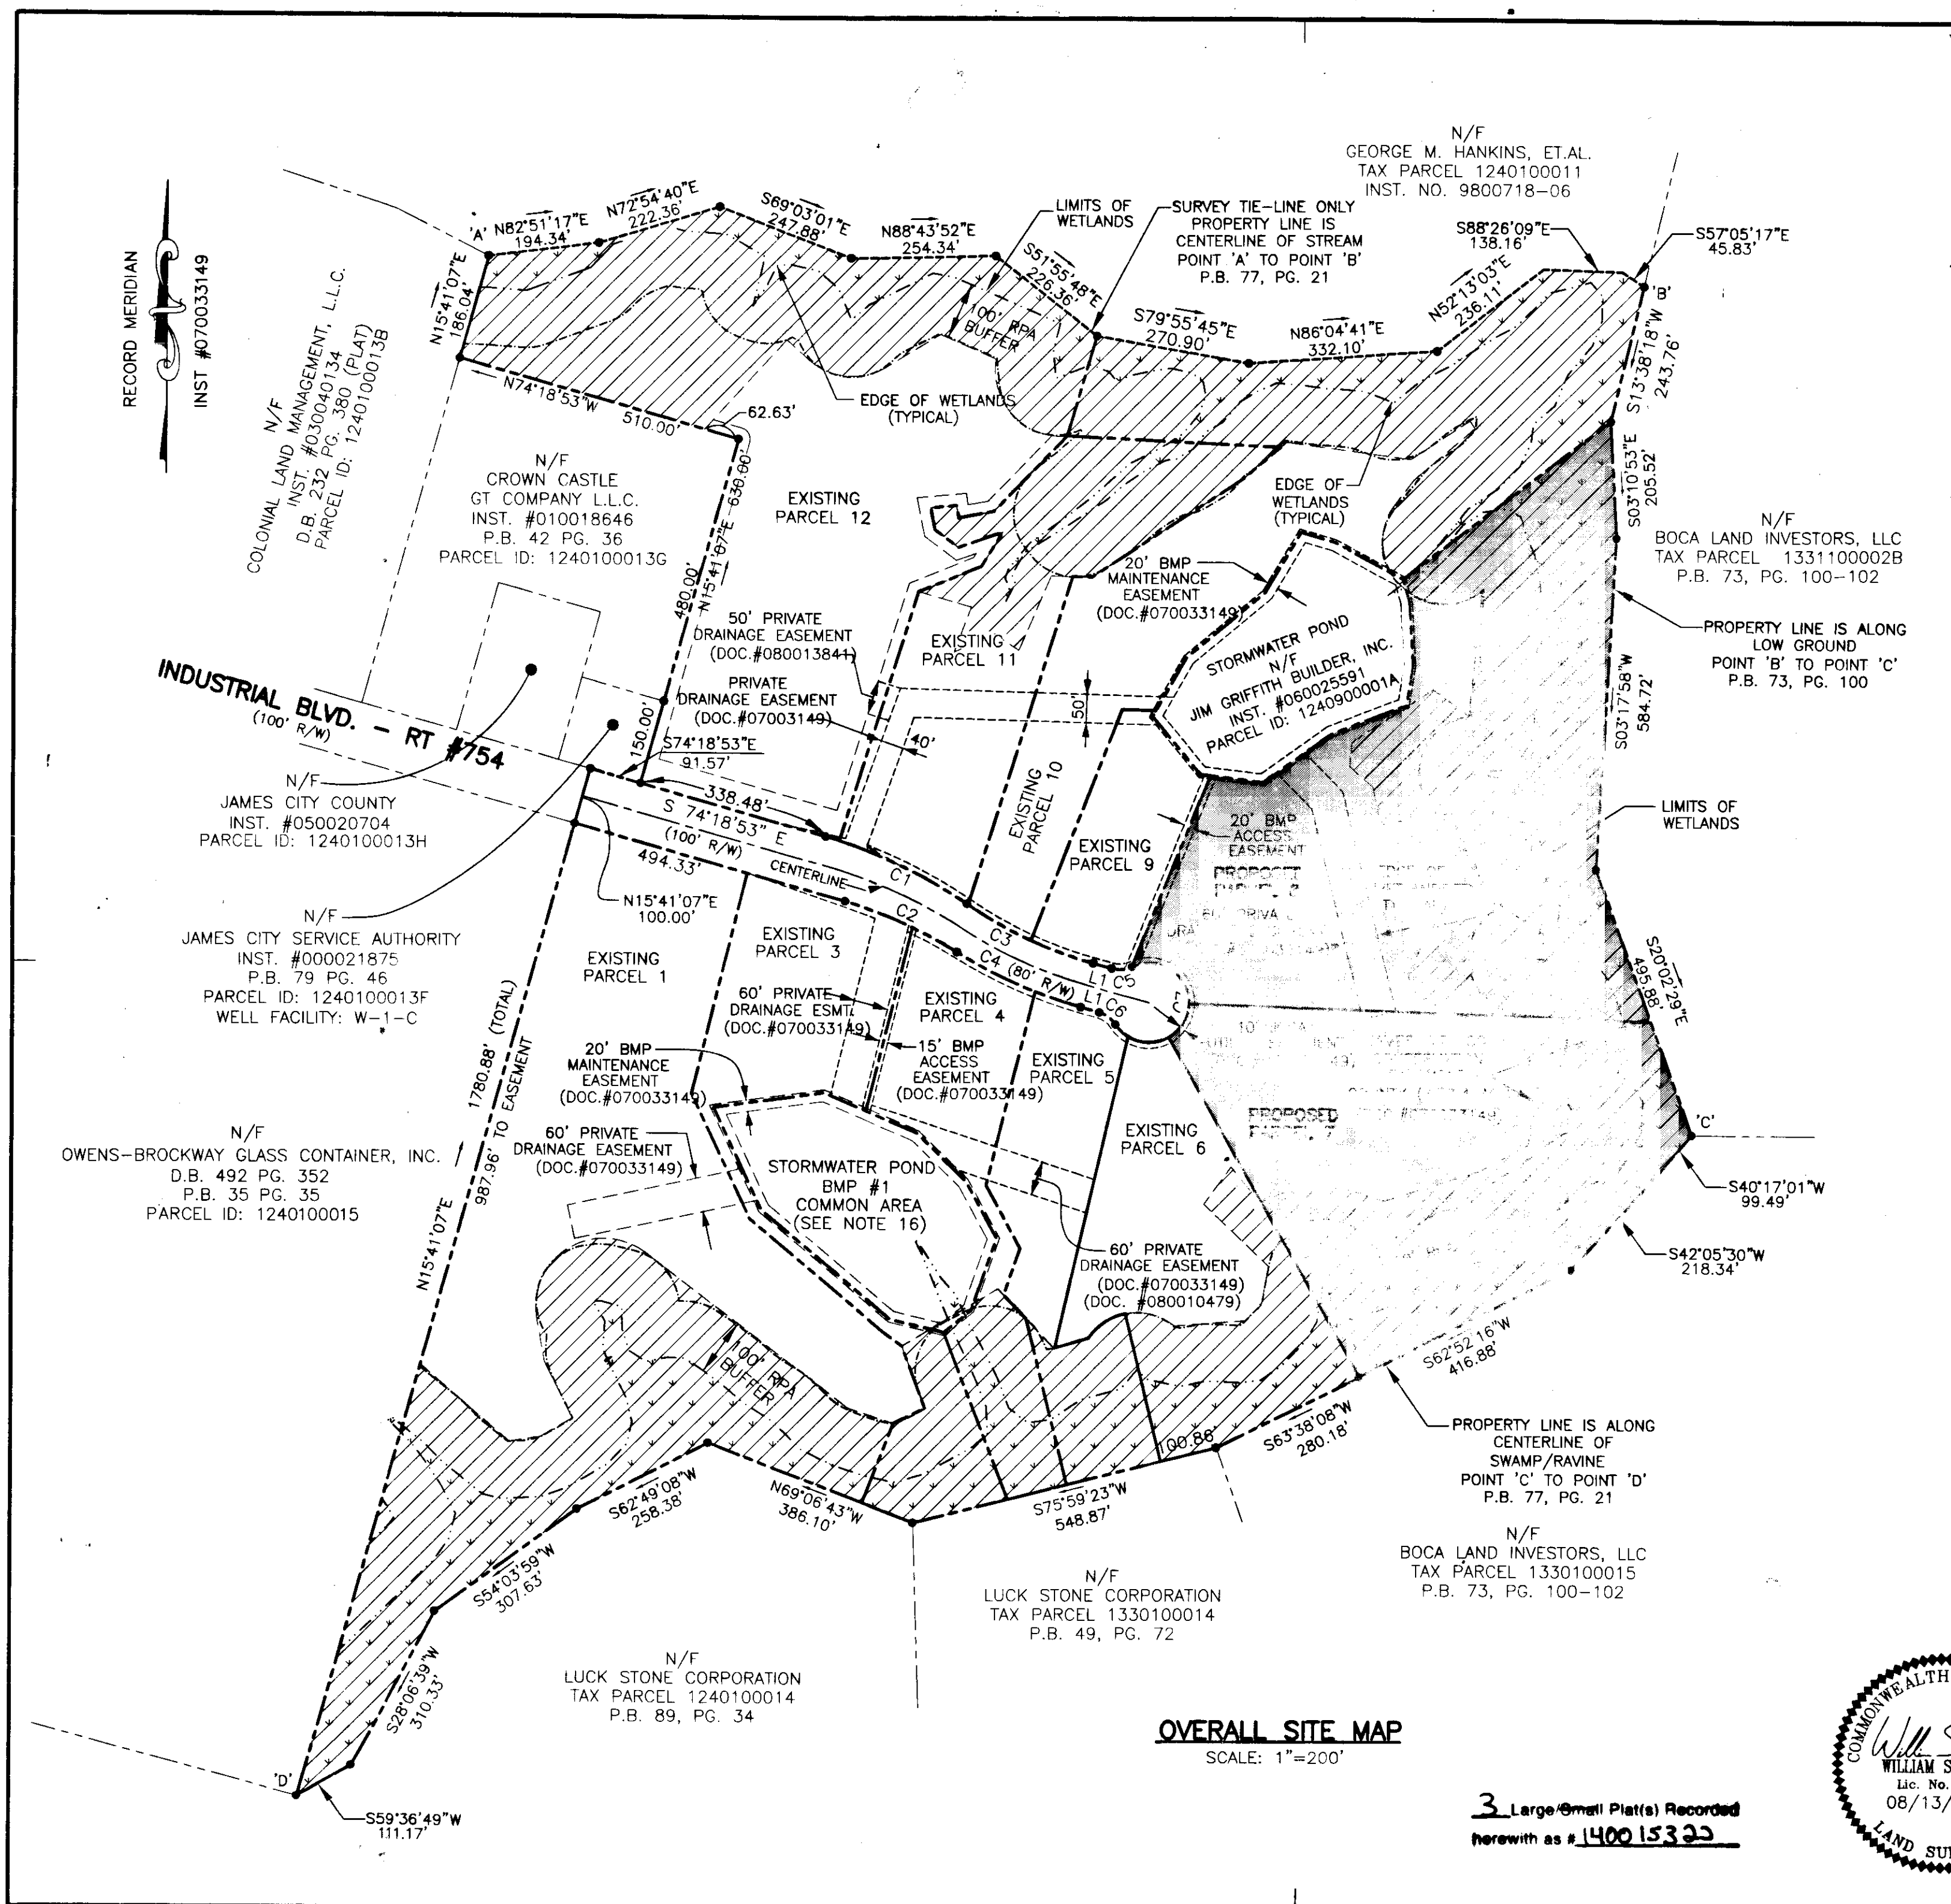 RECORD MERIDIAN
INST #070033149
N/F
COLONIAL LAND MANAGEMENT, L.L.C.
INST. #030040134
D.B. 232 PG. 380 (PLAT)
PARCEL ID: 1240100013B
'A'
N82°51'17"E
194.34'
N72°54'40"E
222.36'
S69°03'01"E
247.88'
N88°43'52"E
254.34'
S51°55'48"E
226.36'
LIMITS OF
WETLANDS
SURVEY TIE-LINE ONLY
PROPERTY LINE IS
CENTERLINE OF STREAM
POINT 'A' TO POINT 'B'
P.B. 77, PG. 21
N/F
GEORGE M. HANKINS, ET.AL.
TAX PARCEL 1240100011
INST. NO. 9800718-06
S88°26'09"E
138.16'
S57°05'17"E
45.83'
'B'
N15°41'07"E
186.04'
100' RPA
BUFFER
S79°55'45"E
270.90'
N86°04'41"E
332.10'
N52°13'03"E
236.11'
S13°38'18"W
243.76'
N74°18'53"W
510.00'
62.63'
EDGE OF WETLANDS
(TYPICAL)
N/F
CROWN CASTLE
GT COMPANY L.L.C.
INST. #010018646
P.B. 42 PG. 36
PARCEL ID: 1240100013G
480.00'
N15°41'07"E 630.00'
EXISTING
PARCEL 12
EDGE OF
WETLANDS
(TYPICAL)
S03°10'53"E
205.52'
N/F
BOCA LAND INVESTORS, LLC
TAX PARCEL 1331100002B
P.B. 73, PG. 100-102
20' BMP
MAINTENANCE
EASEMENT
(DOC.#070033149)
50' PRIVATE
DRAINAGE EASEMENT
(DOC.#080013841)
EXISTING
PARCEL 11
STORMWATER POND
N/F
JIM GRIFFITH BUILDER, INC.
INST. #060025591
PARCEL ID: 1240900001A
PROPERTY LINE IS ALONG
LOW GROUND
POINT 'B' TO POINT 'C'
P.B. 73, PG. 100
S03°17'58"W
584.72'
INDUSTRIAL BLVD. - RT #754
(100' R/W)
PRIVATE
DRAINAGE EASEMENT
(DOC.#07003149)
40'
50'
150.00'
S74°18'53"E
91.57'
338.48'
S 74°18'53" E
(100' R/W)
CENTERLINE
494.33'
N15°41'07"E
100.00'
N/F
JAMES CITY COUNTY
INST. #050020704
PARCEL ID: 1240100013H
EXISTING
PARCEL 10
EXISTING
PARCEL 9
20' BMP
ACCESS
EASEMENT
PROPOSED
LIMITS OF
WETLANDS
C1
C2
C3
C4 (80' R/W)
L1 C5
L1 C6
N/F
JAMES CITY SERVICE AUTHORITY
INST. #000021875
P.B. 79 PG. 46
PARCEL ID: 1240100013F
WELL FACILITY: W-1-C
EXISTING
PARCEL 1
EXISTING
PARCEL 3
60' PRIVATE
DRAINAGE ESMT.
(DOC.#070033149)
EXISTING
PARCEL 4
15' BMP
ACCESS
EASEMENT
(DOC.#070033149)
EXISTING
PARCEL 5
S20°02'29"E
495.88'
20' BMP
MAINTENANCE
EASEMENT
(DOC.#070033149)
1780.88' (TOTAL)
987.96' TO EASEMENT
N15°41'07"E
60' PRIVATE
DRAINAGE EASEMENT
(DOC.#070033149)
PROPOSED
PARCEL 7
'C'
EXISTING
PARCEL 6
N/F
OWENS-BROCKWAY GLASS CONTAINER, INC.
D.B. 492 PG. 352
P.B. 35 PG. 35
PARCEL ID: 1240100015
STORMWATER POND
BMP #1
COMMON AREA
(SEE NOTE 16)
S40°17'01"W
99.49'
S42°05'30"W
218.34'
60' PRIVATE
DRAINAGE EASEMENT
(DOC.#070033149)
(DOC. #080010479)
100' RPA
BUFFER
S62°52'16"W
416.88'
PROPERTY LINE IS ALONG
CENTERLINE OF
SWAMP/RAVINE
POINT 'C' TO POINT 'D'
P.B. 77, PG. 21
100.86'
S63°38'08"W
280.18'
S75°59'23"W
548.87'
N69°06'43"W
386.10'
S62°49'08"W
258.38'
S54°03'59"W
307.63'
S28°06'39"W
310.33'
'D'
S59°36'49"W
111.17'
N/F
BOCA LAND INVESTORS, LLC
TAX PARCEL 1330100015
P.B. 73, PG. 100-102
N/F
LUCK STONE CORPORATION
TAX PARCEL 1330100014
P.B. 49, PG. 72
N/F
LUCK STONE CORPORATION
TAX PARCEL 1240100014
P.B. 89, PG. 34
OVERALL SITE MAP
SCALE: 1"=200'
3 Large/Small Plat(s) Recorded
herewith as # 140015322
COMMONWEALTH
WILLIAM S
Lic. No.
08/13/
LAND SU